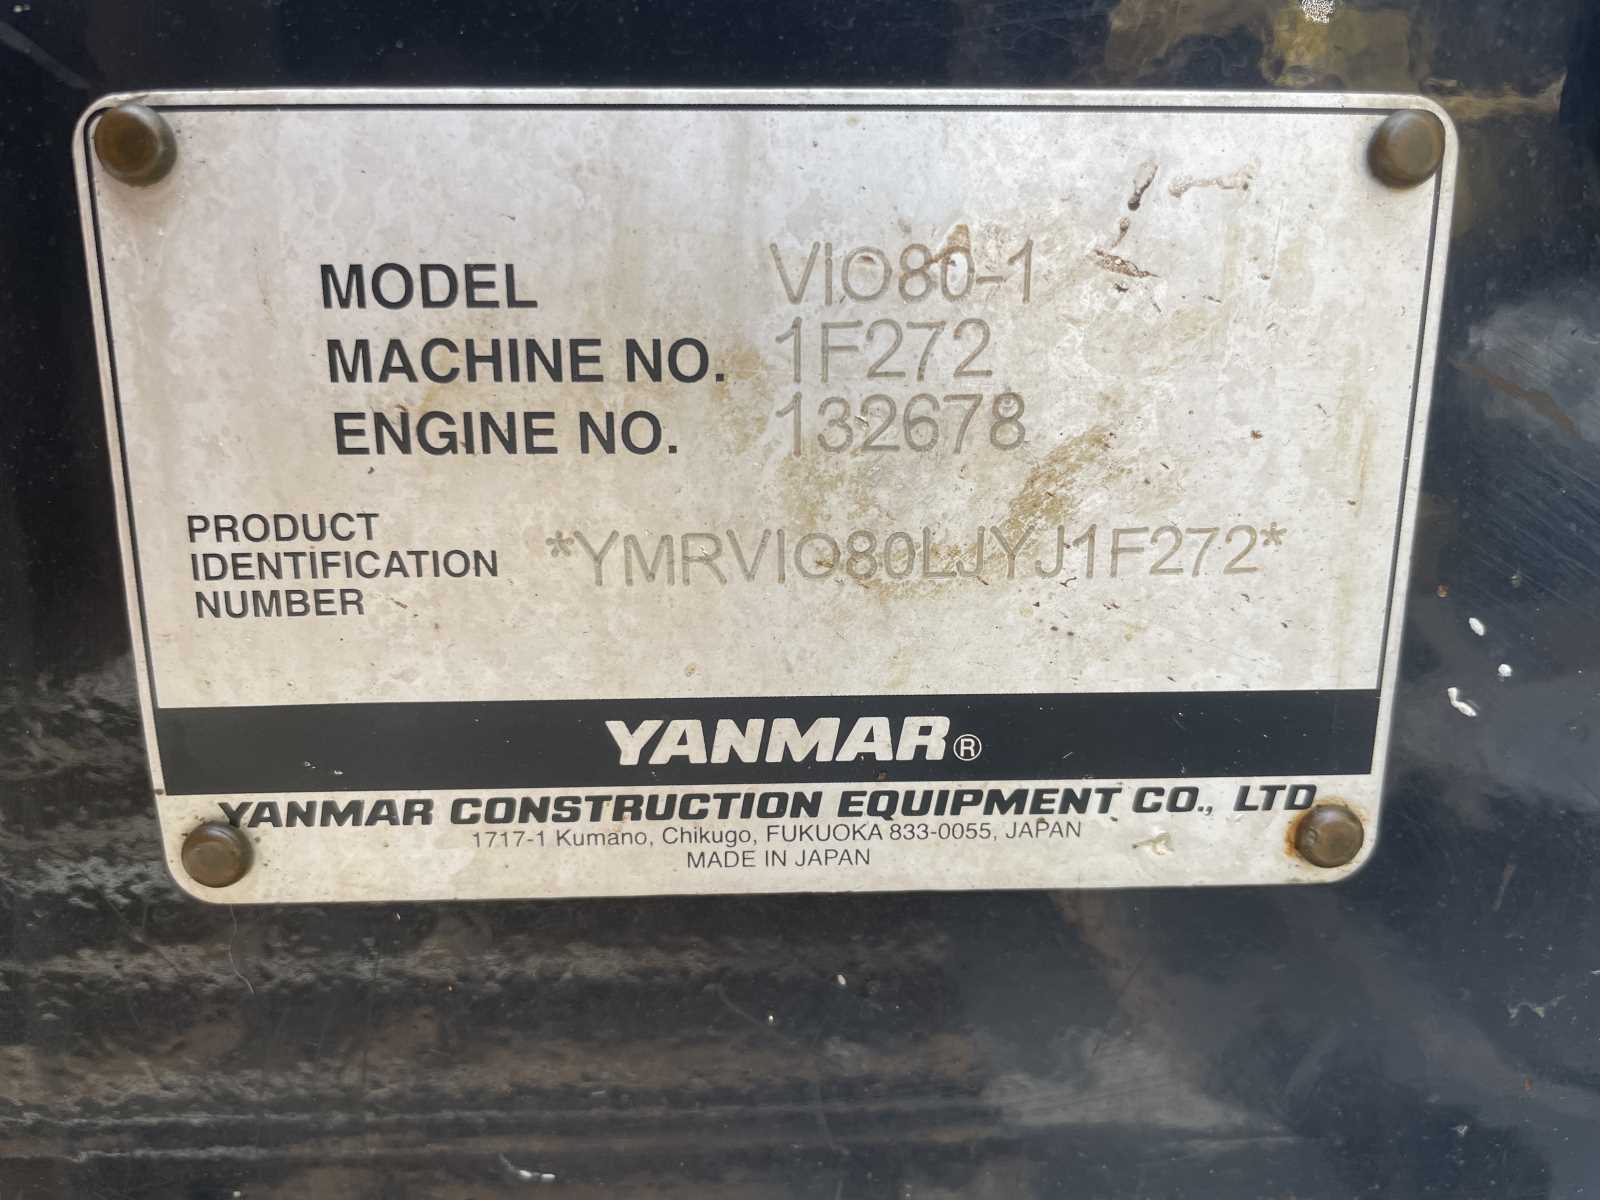 MODEL VIO80-1
MACHINE NO. 1F272
ENGINE NO. 132678
PRODUCT
IDENTIFICATION *YMRVIO80LJYJ1F272*
NUMBER
YANMAR®
YANMAR CONSTRUCTION EQUIPMENT CO., LTD
1717-1 Kumano, Chikugo, FUKUOKA 833-0055, JAPAN
MADE IN JAPAN